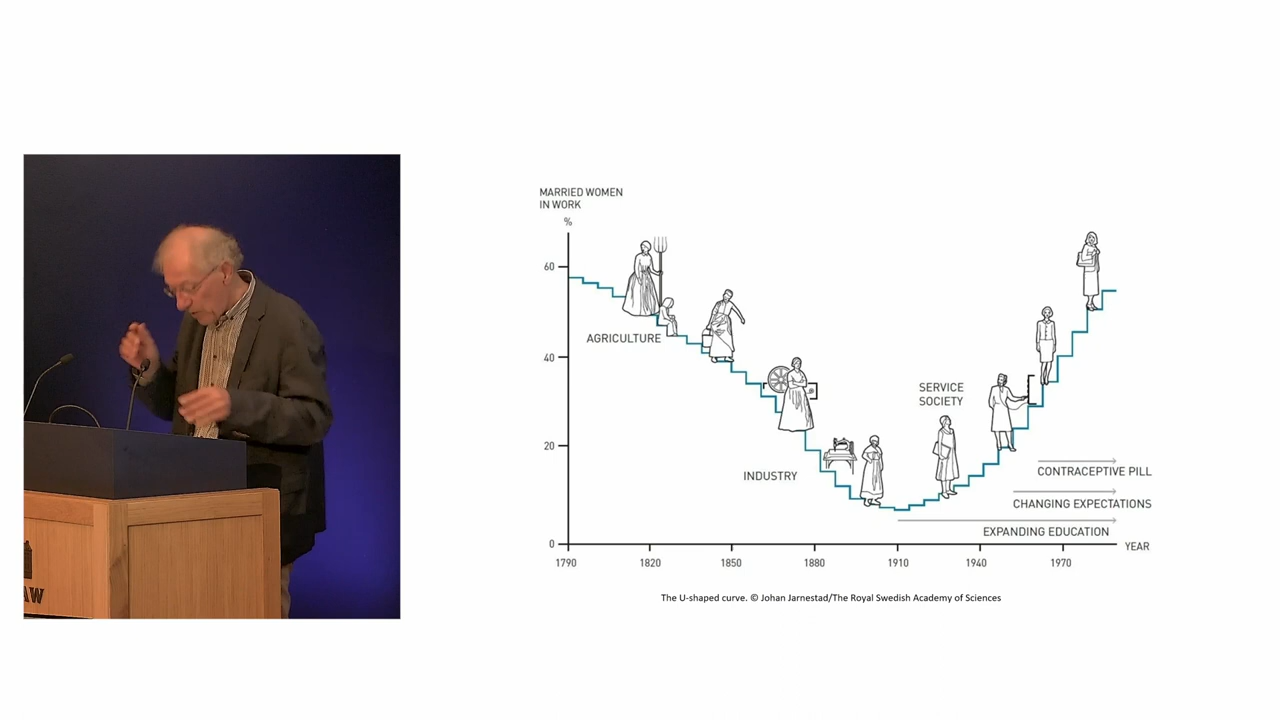 MARRIED WOMEN
IN WORK
%
60
40
20
0
AGRICULTURE
INDUSTRY
SERVICE
SOCIETY
CONTRACEPTIVE PILL
CHANGING EXPECTATIONS
EXPANDING EDUCATION
YEAR
1790 1820 1850 1880 1910 1940 1970
The U-shaped curve. © Johan Jarnestad/The Royal Swedish Academy of Sciences
AW